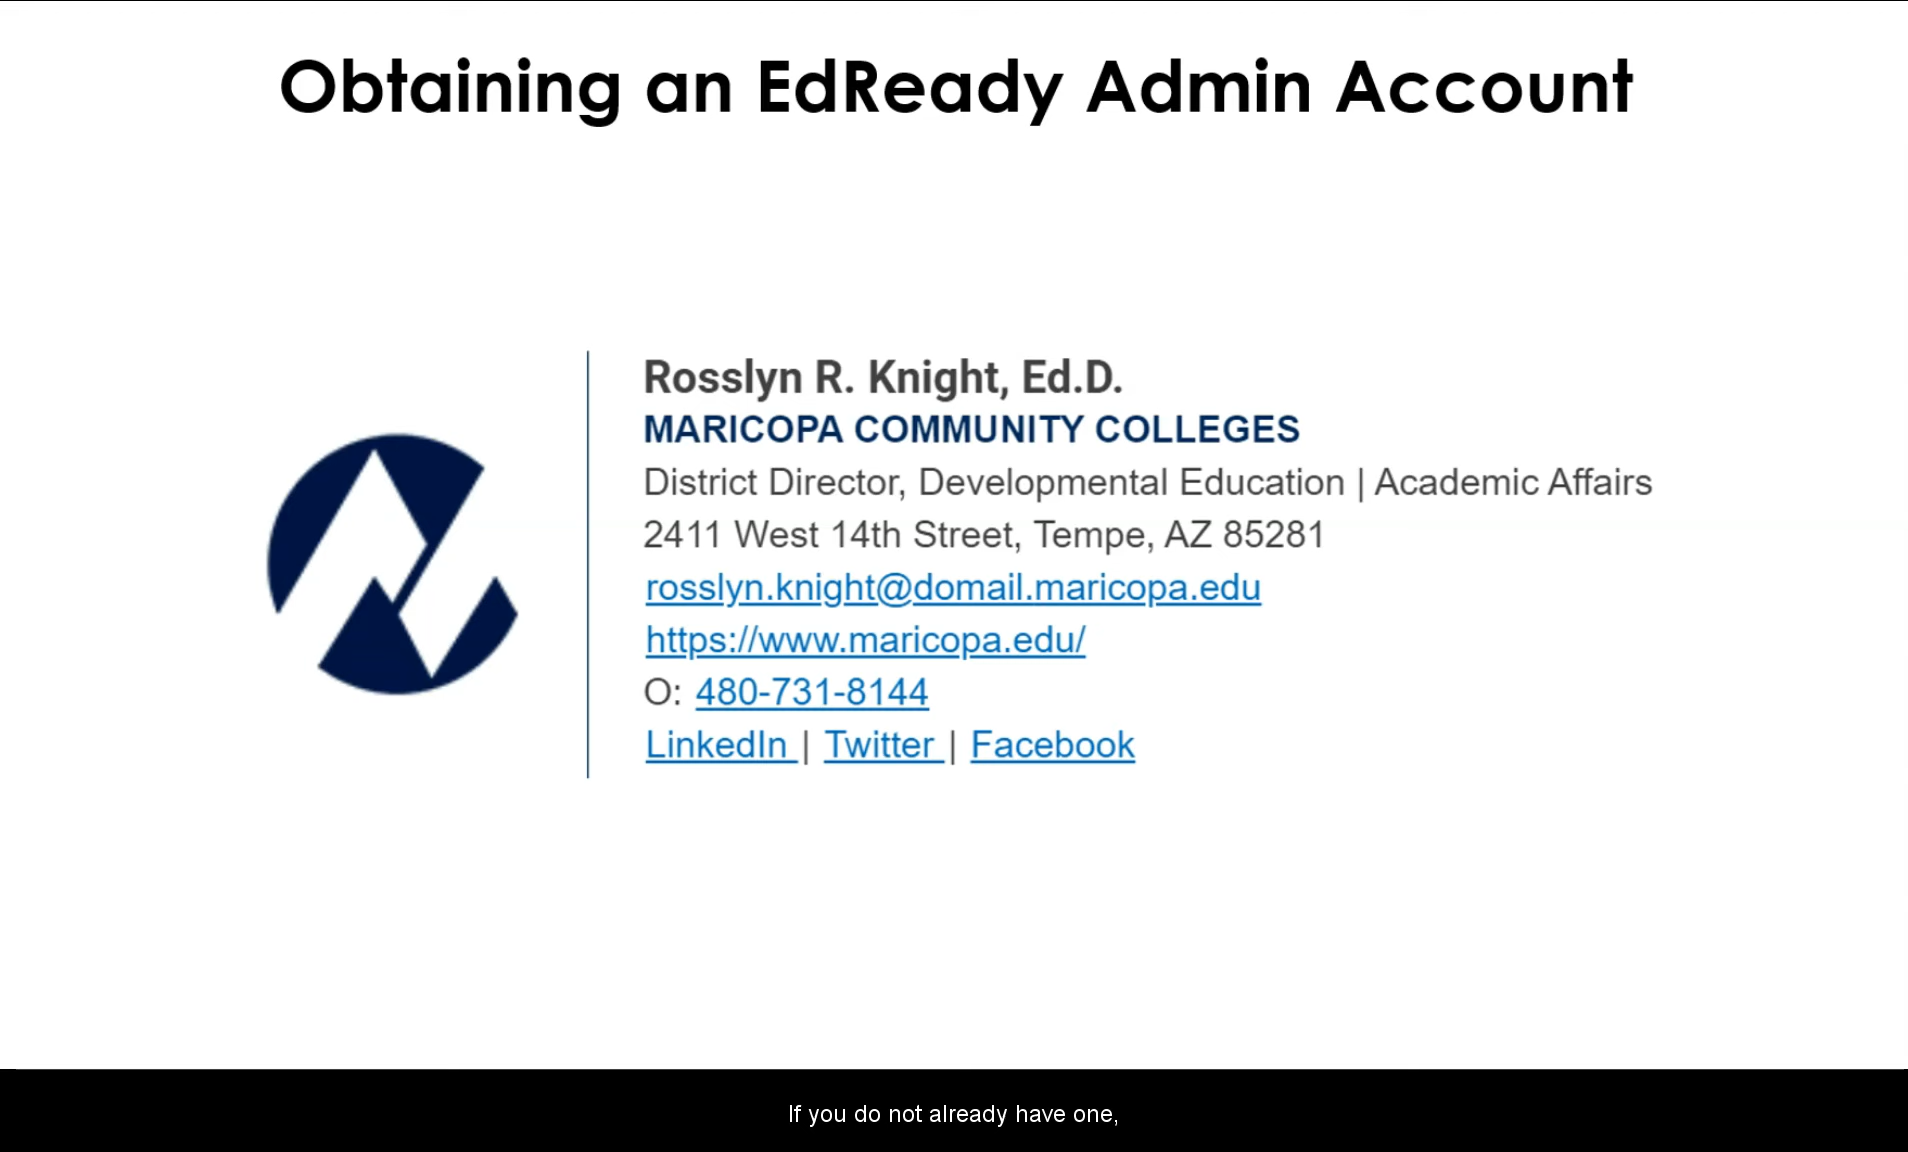 Obtaining an EdReady Admin Account
Rosslyn R. Knight, Ed.D.
MARICOPA COMMUNITY COLLEGES
District Director, Developmental Education | Academic Affairs
2411 West 14th Street, Tempe, AZ 85281
rosslyn.knight@domail.maricopa.edu
https://www.maricopa.edu/
O: 480-731-8144
LinkedIn | Twitter | Facebook
If you do not already have one,